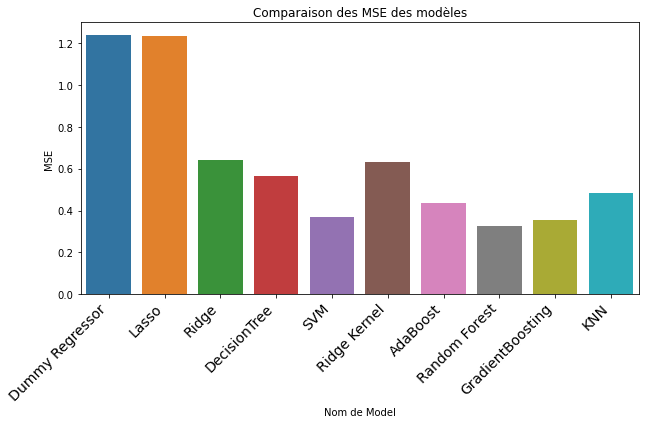 Comparaison des MSE des modèles
MSE
1.2
1.0
0.8
0.6
0.4
0.2
0.0
Dummy Regressor
Lasso
Ridge
DecisionTree
SVM
Ridge Kernel
AdaBoost
Random Forest
GradientBoosting
KNN
Nom de Model